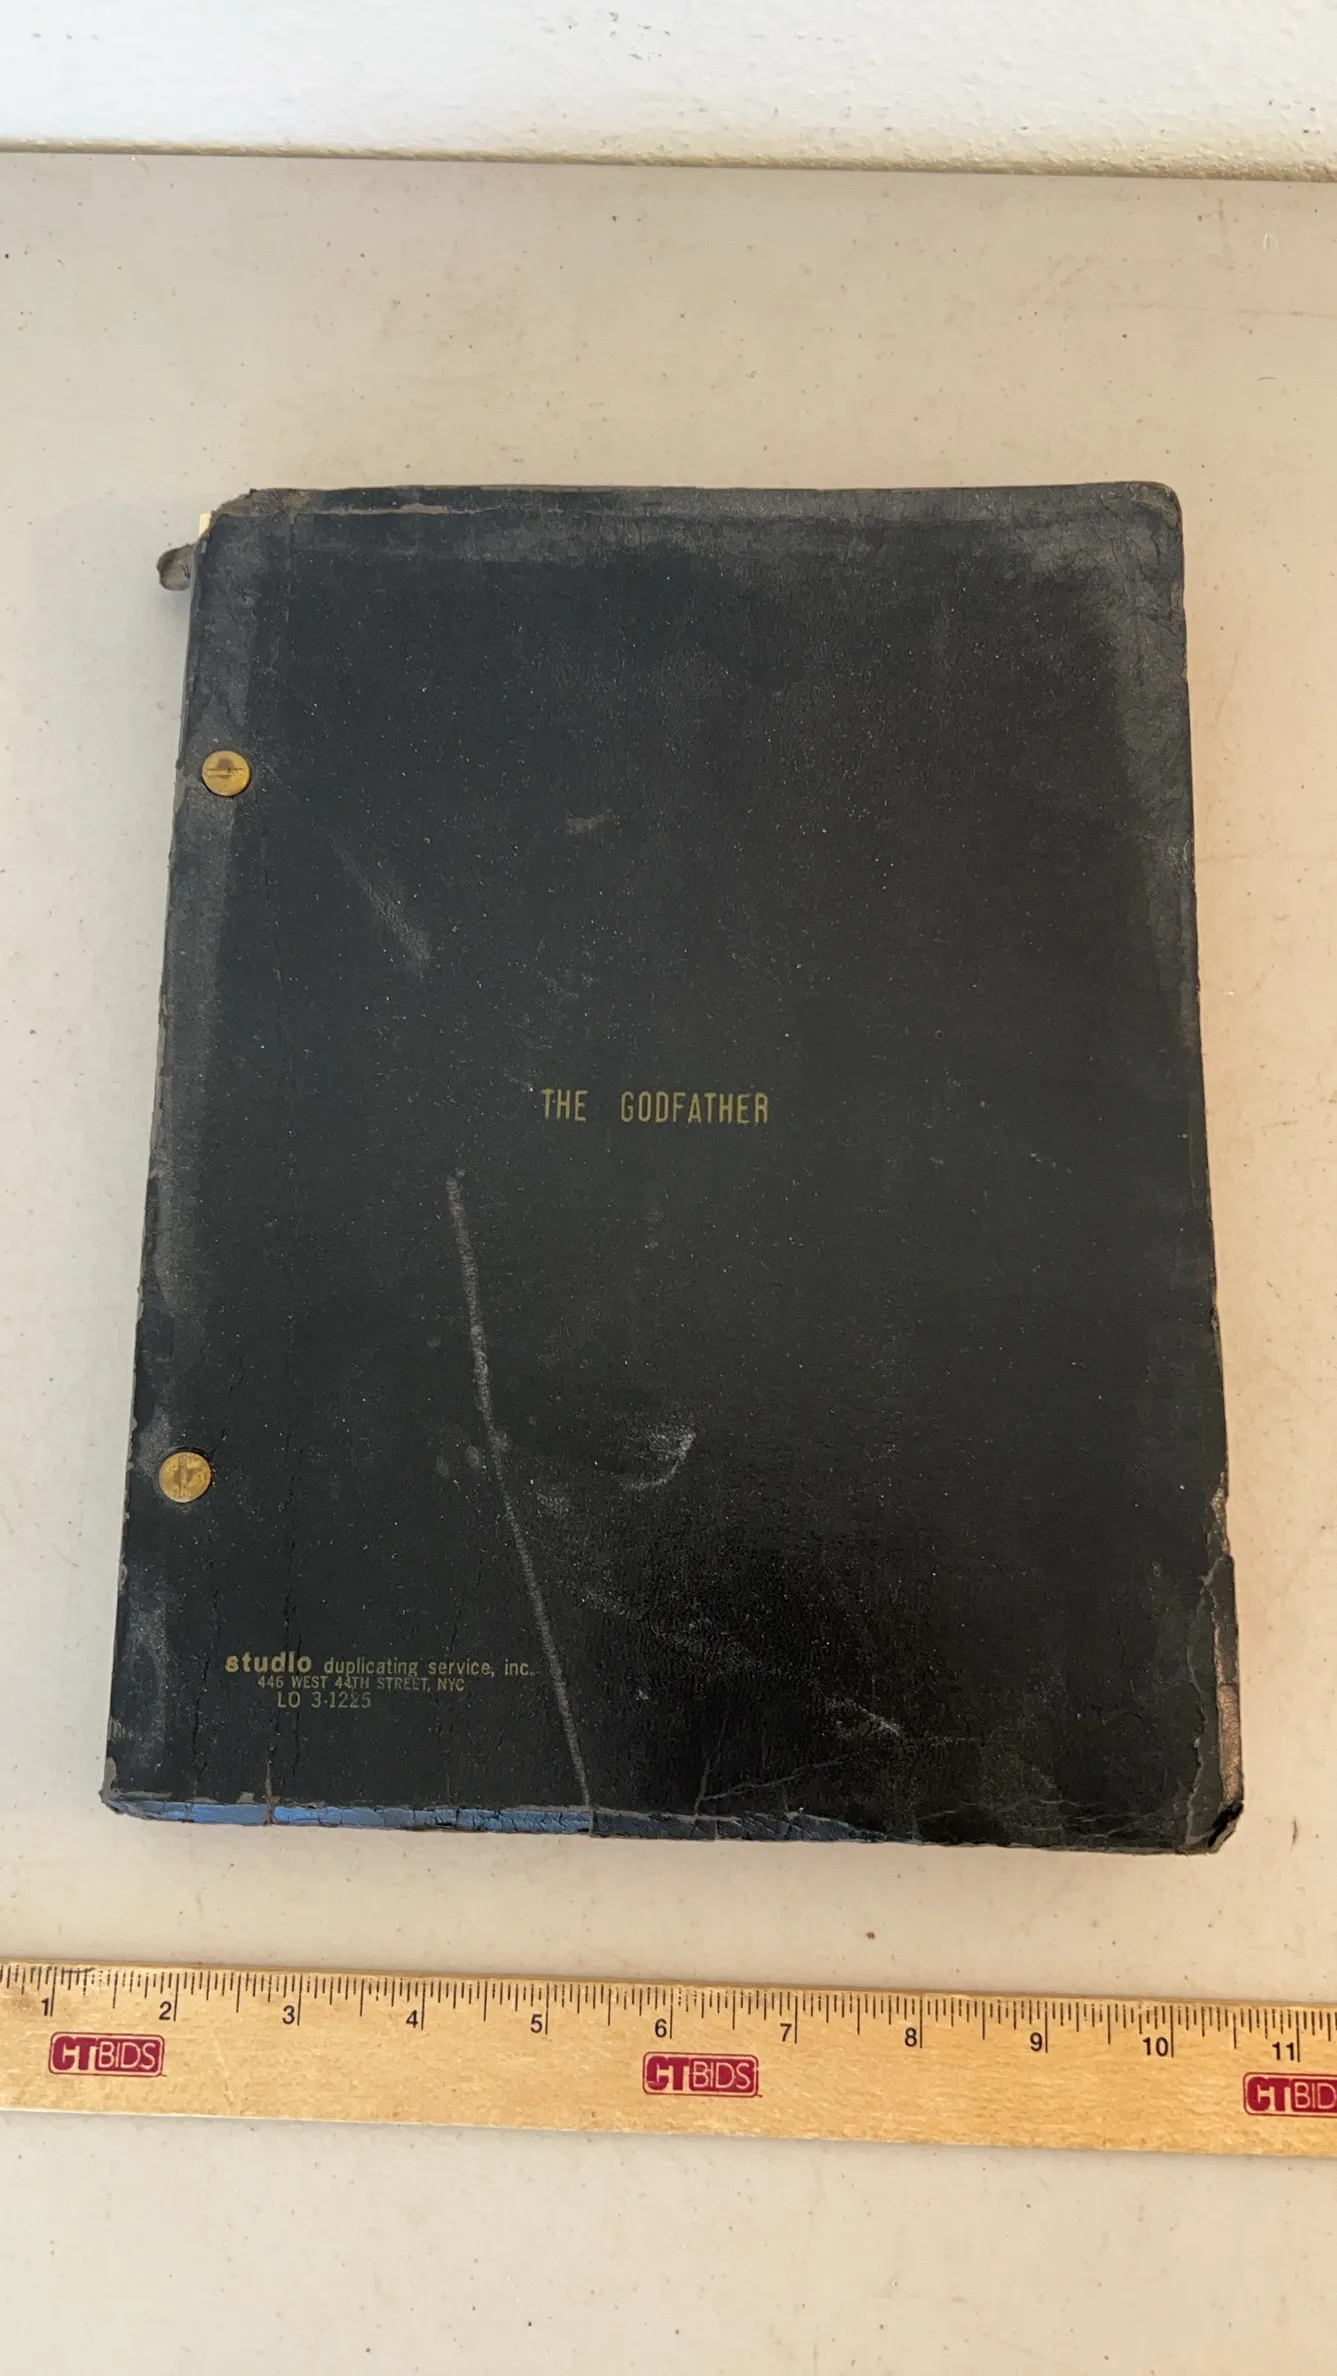 THE GODFATHER
studio duplicating service, inc.
446 WEST 44TH STREET, NYC
LO 3-1225
1 2 3 4 5 6 7 8 9 10 11
CTBIDS CTBIDS CTBID